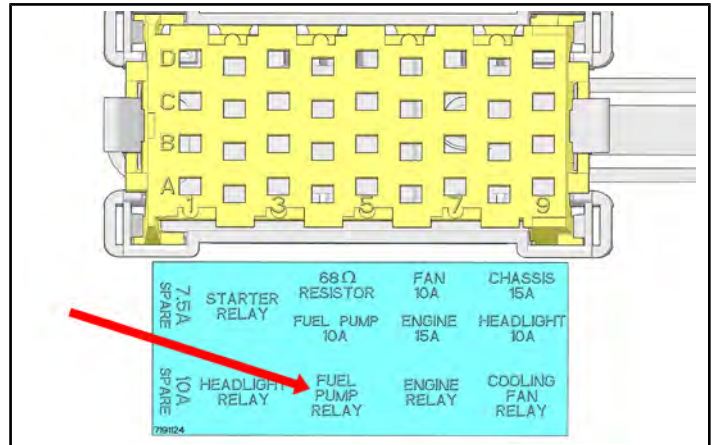 D
C
B
A
1 3 5 7 9
7.5A
SPARE
STARTER
RELAY
68Ω
RESISTOR
FAN
10A
CHASSIS
15A
FUEL PUMP
10A
ENGINE
15A
HEADLIGHT
10A
10A
SPARE
HEADLIGHT
RELAY
FUEL
PUMP
RELAY
ENGINE
RELAY
COOLING
FAN
RELAY
7191124